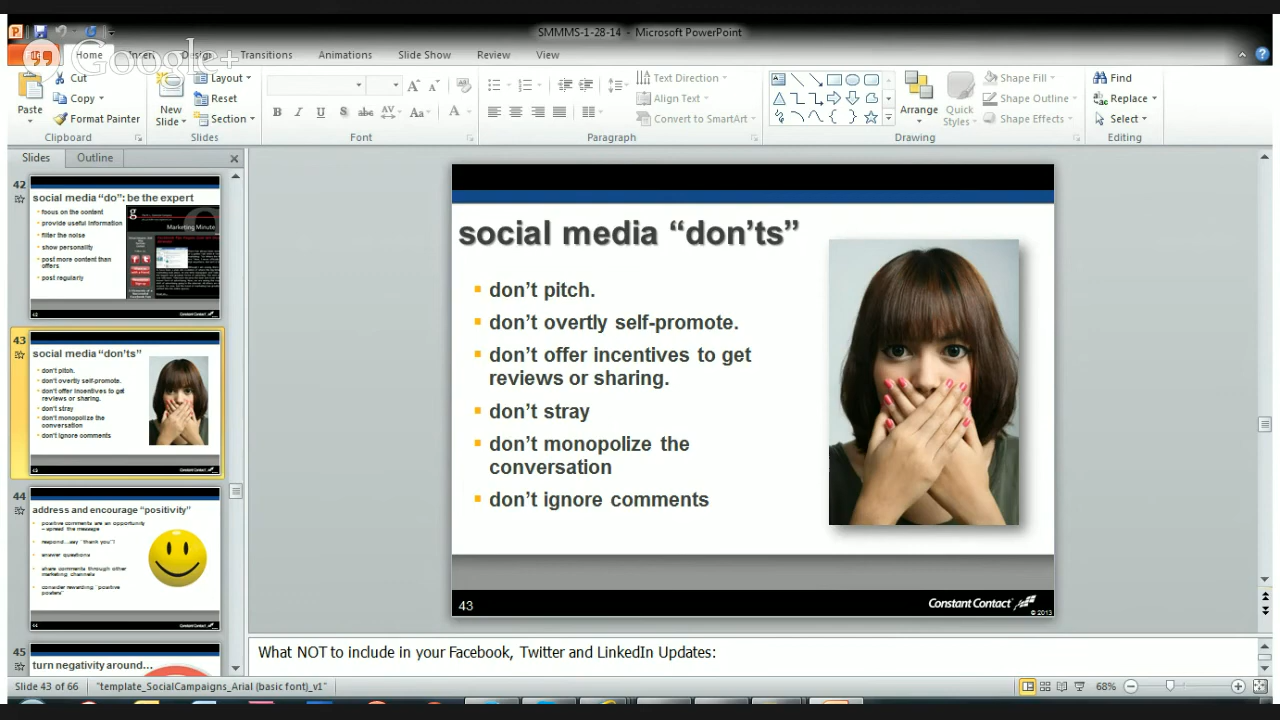 SMMMS-1-28-14 - Microsoft PowerPoint
Google+
Home Insert Design Transitions Animations Slide Show Review View
Cut
Copy
Format Painter
Paste
Clipboard
New
Slide
Layout
Reset
Section
Slides
Font
Text Direction
Align Text
Convert to SmartArt
Paragraph
Arrange
Quick
Styles
Shape Fill
Shape Outline
Shape Effects
Drawing
Find
Replace
Select
Editing
Slides Outline
42
social media “do”: be the expert
focus on the content
provide useful information
filter the noise
show personality
post more content than
offers
post regularly
Marketing Minute
Constant Contact
43
social media “don’ts”
don’t pitch.
don’t overtly self-promote.
don’t offer incentives to get
reviews or sharing.
don’t stray
don’t monopolize the
conversation
don’t ignore comments
43
Constant Contact
44
address and encourage “positivity”
positive comments are an opportunity
– spread the message
respond...say “thank you”!
answer questions
share comments through other
marketing channels
consider rewarding “positive
posters”
44
Constant Contact
45
turn negativity around...
social media “don’ts”
don’t pitch.
don’t overtly self-promote.
don’t offer incentives to get
reviews or sharing.
don’t stray
don’t monopolize the
conversation
don’t ignore comments
43
Constant Contact
© 2013
What NOT to include in your Facebook, Twitter and LinkedIn Updates:
Slide 43 of 66 "template_SocialCampaigns_Arial (basic font)_v1" 68%